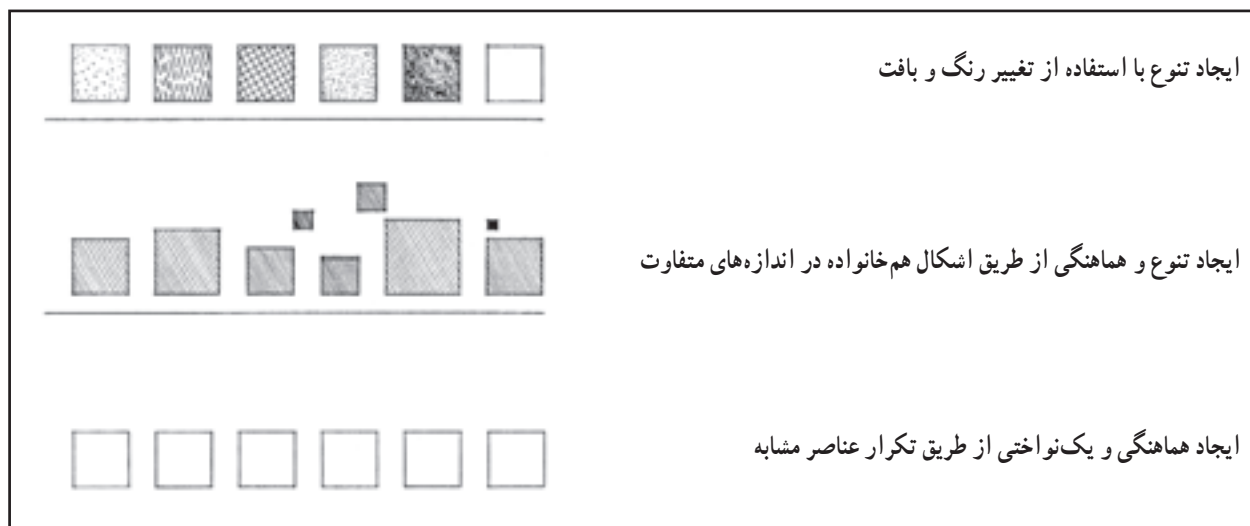 ایجاد تنوع با استفاده از تغییر رنگ و بافت
ایجاد تنوع و هماهنگی از طریق اشکال هم‌خانواده در اندازه‌های متفاوت
ایجاد هماهنگی و یک‌نواختی از طریق تکرار عناصر مشابه